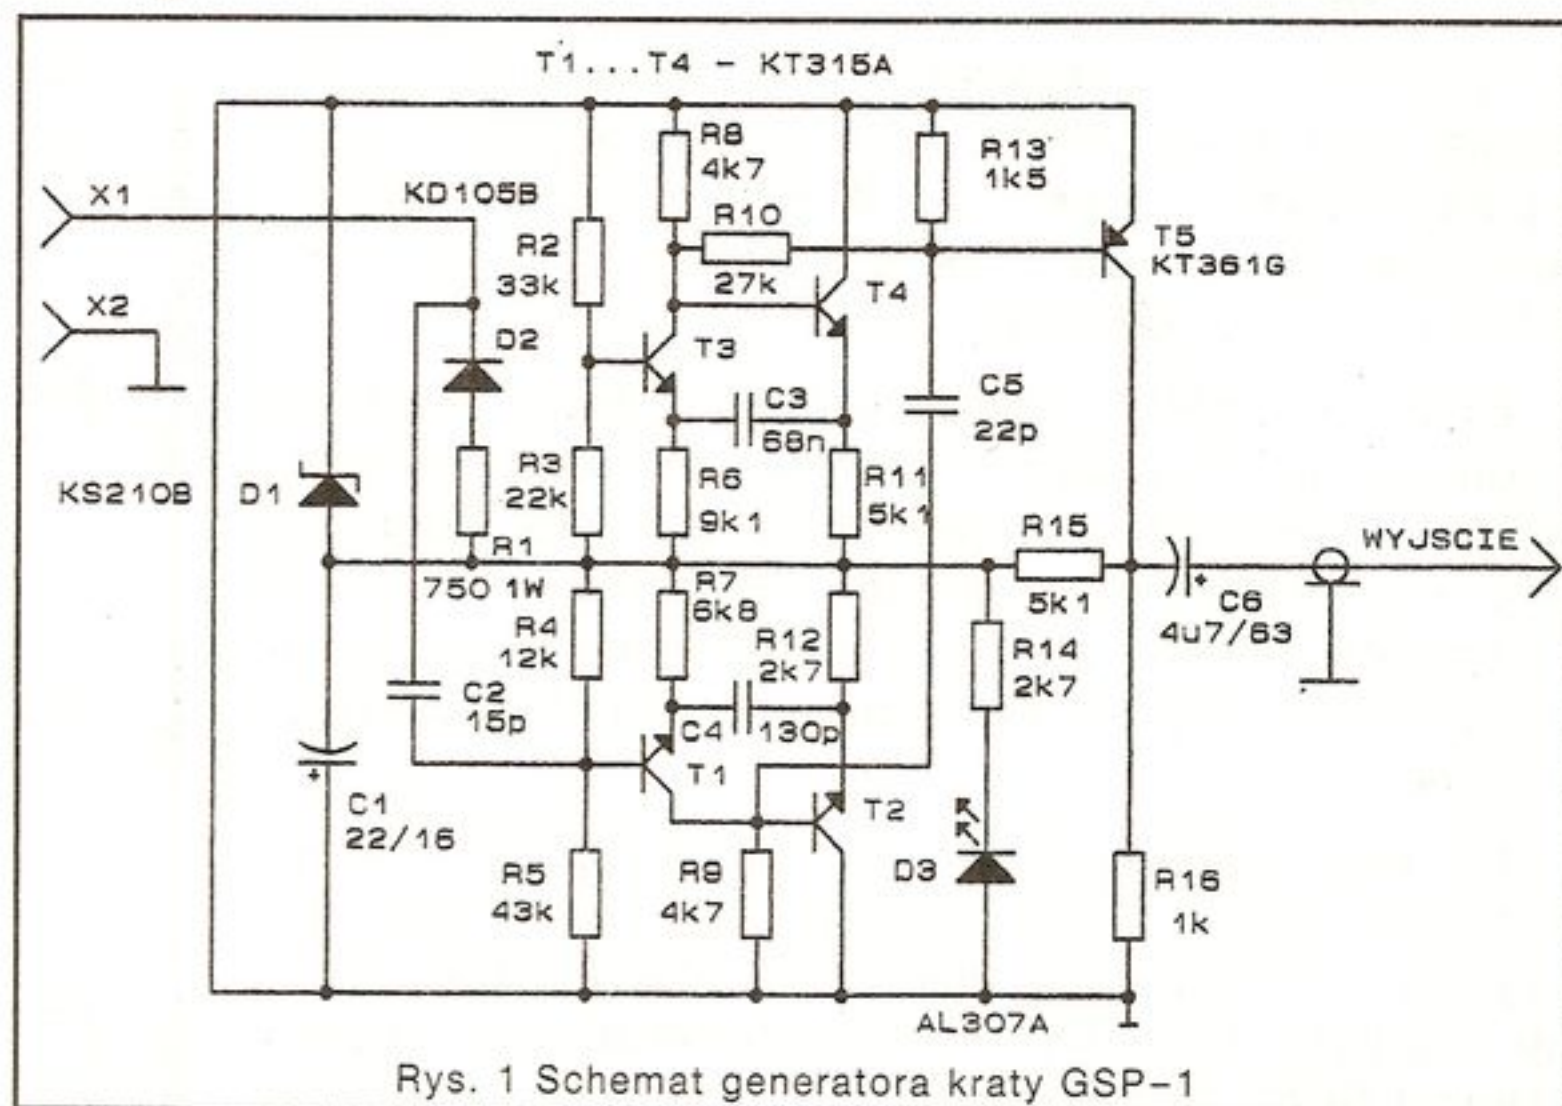 T1...T4 - KT315A
X1
KD105B
R8
4k7
R13
1k5
R10
27k
T5
KT361G
R2
33k
T4
X2
D2
T3
C3
68n
C5
22p
KS210B
D1
R3
22k
R6
9k1
R11
5k1
R15
5k1
WYJSCIE
R1
750 1W
R7
6k8
C6
4u7/63
+
R4
12k
R12
2k7
R14
2k7
C2
15p
C4
130p
T1
+
C1
22/16
T2
R5
43k
R9
4k7
D3
R16
1k
AL307A
Rys. 1 Schemat generatora kraty GSP-1